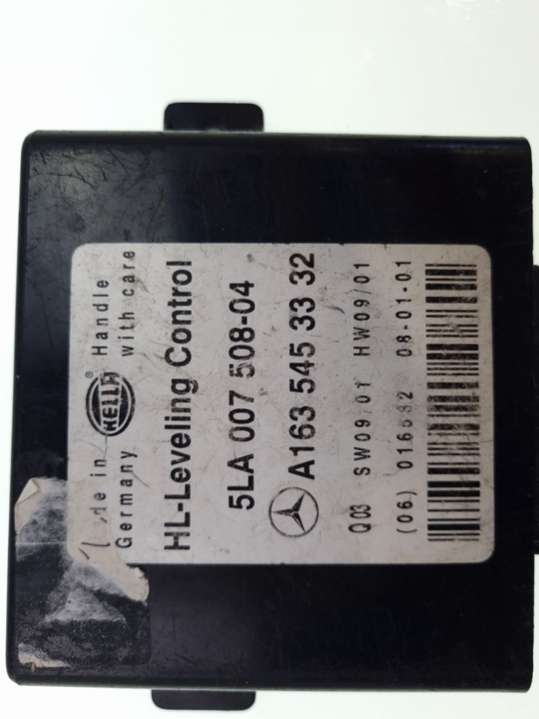 Made in
Germany
HELLA
®
Handle
with care
HL-Leveling Control
5LA 007 508-04
A163 545 33 32
Q03 SW09/01 HW09/01
(06) 016582 08-01-01